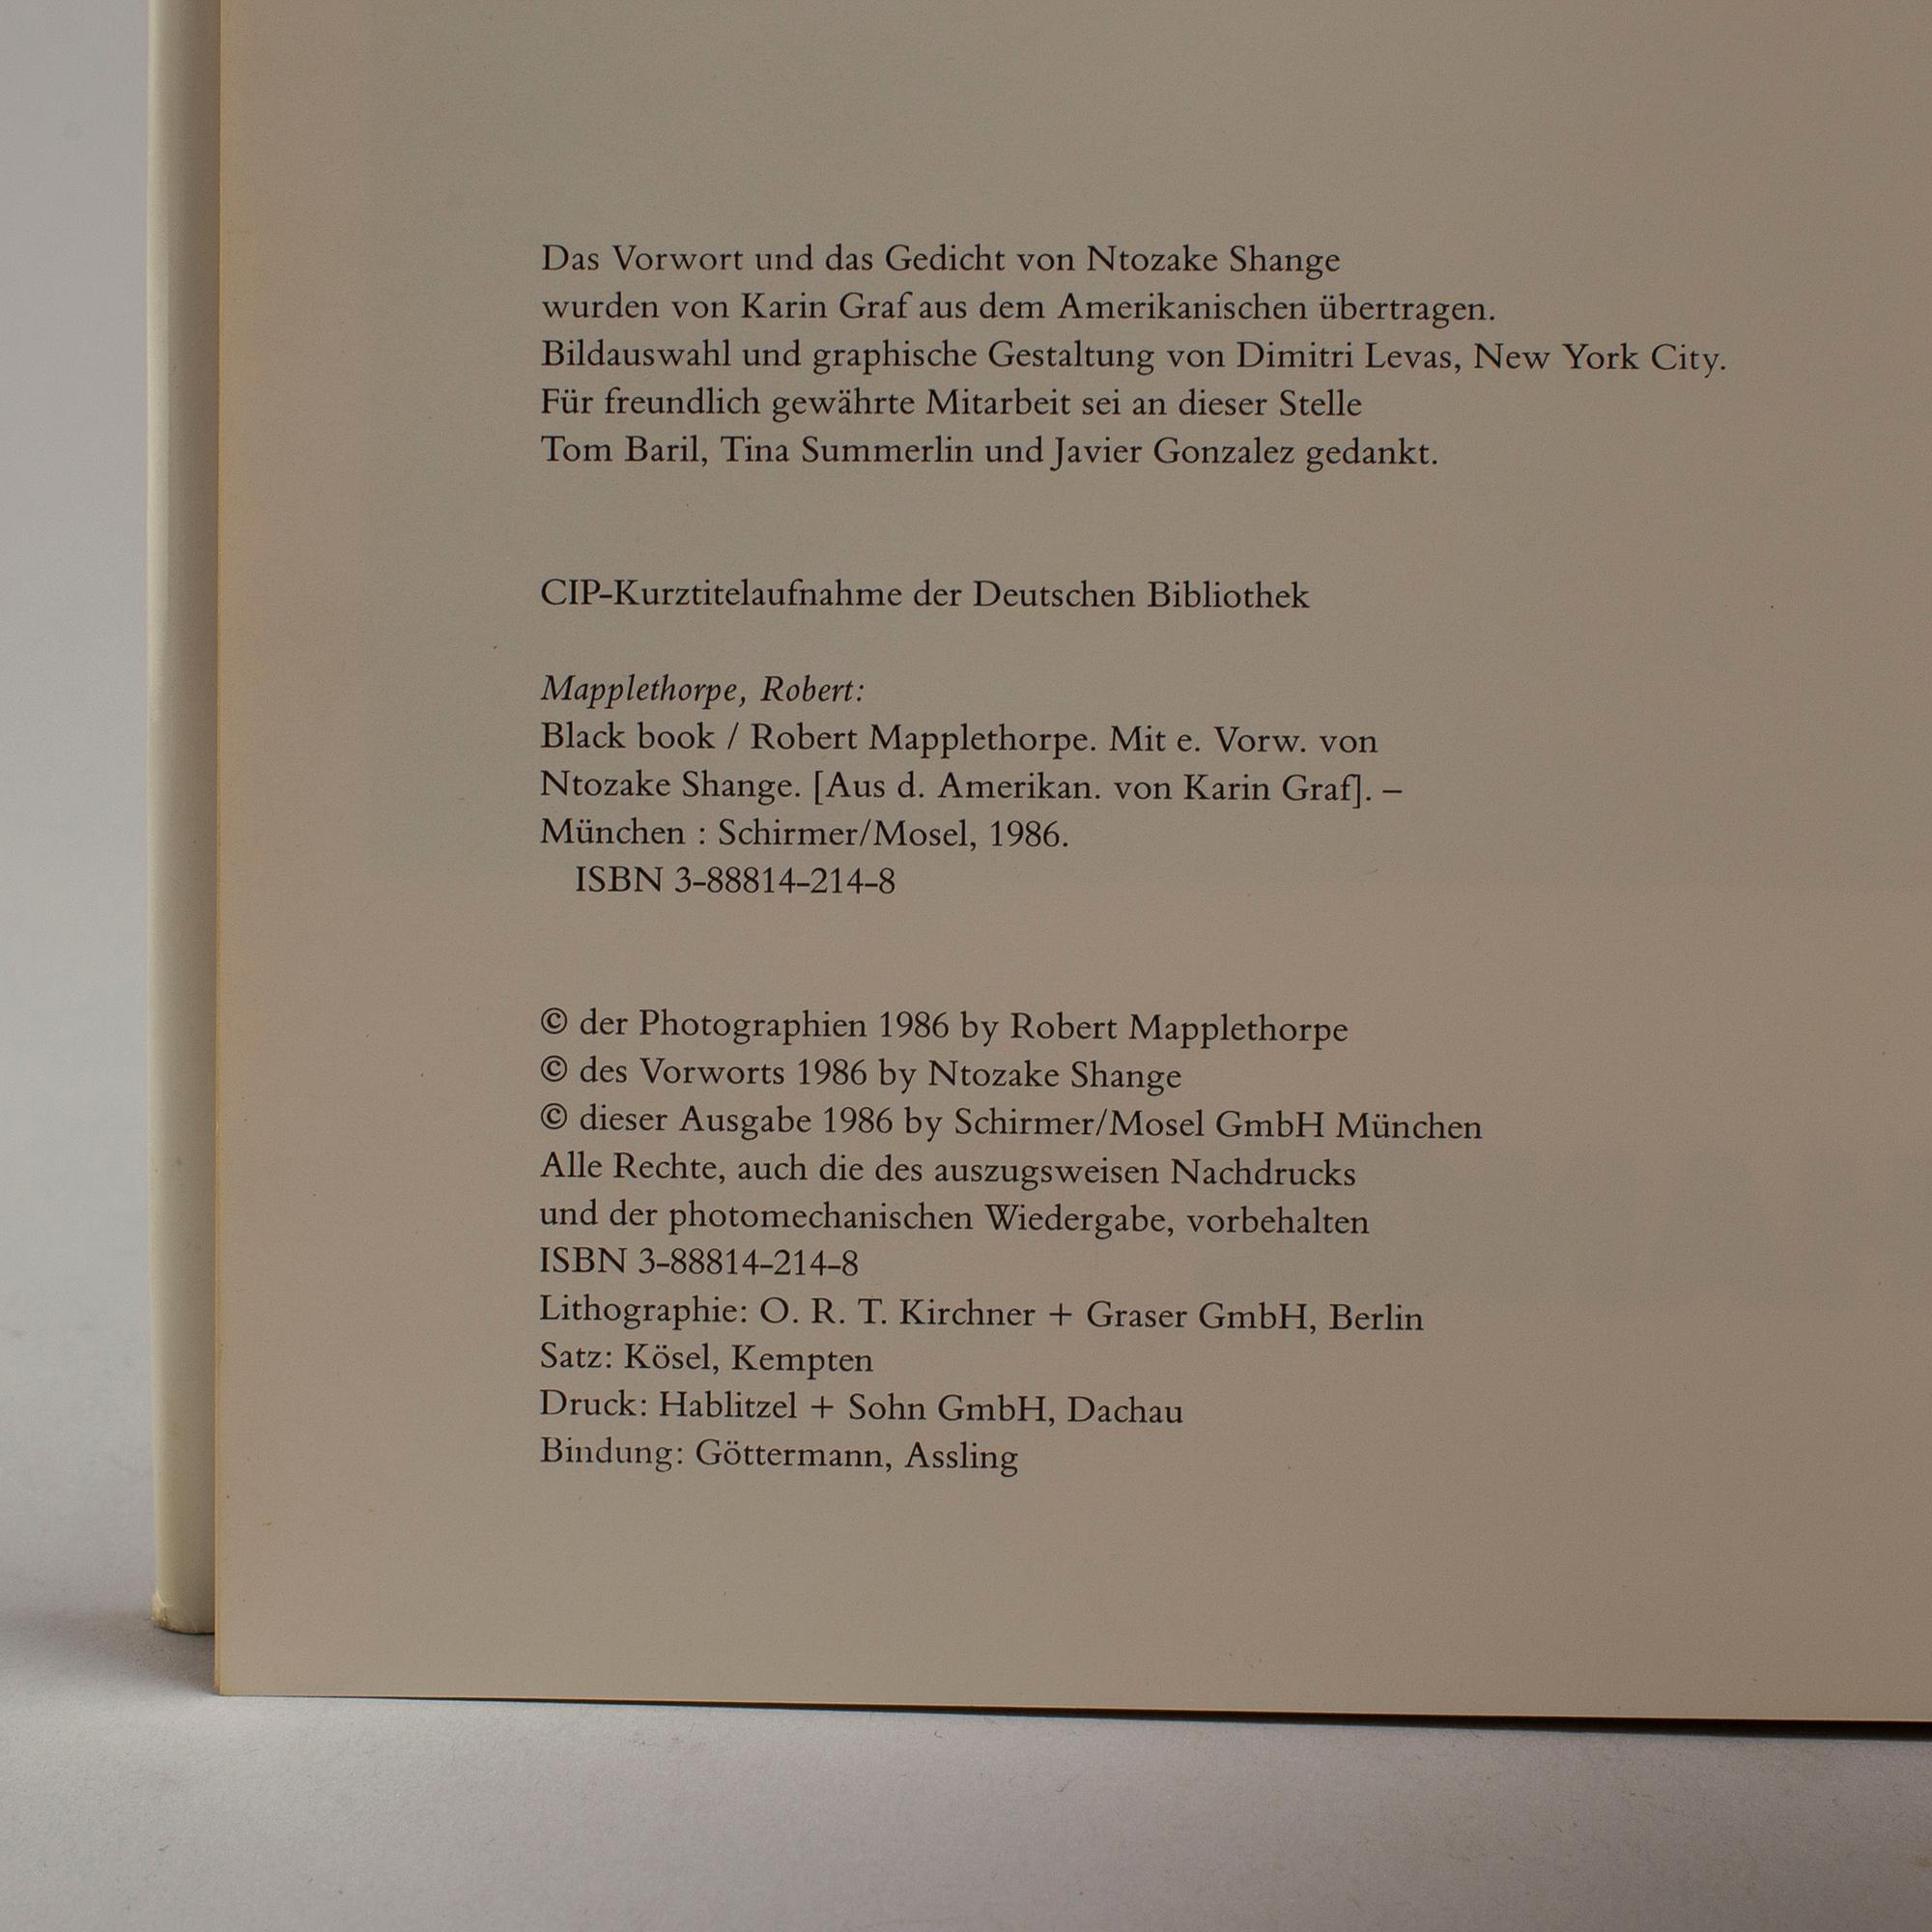 Das Vorwort und das Gedicht von Ntozake Shange
wurden von Karin Graf aus dem Amerikanischen übertragen.
Bildauswahl und graphische Gestaltung von Dimitri Levas, New York City.
Für freundlich gewährte Mitarbeit sei an dieser Stelle
Tom Baril, Tina Summerlin und Javier Gonzalez gedankt.
CIP-Kurztitelaufnahme der Deutschen Bibliothek
Mapplethorpe, Robert:
Black book / Robert Mapplethorpe. Mit e. Vorw. von
Ntozake Shange. [Aus d. Amerikan. von Karin Graf]. –
München : Schirmer/Mosel, 1986.
ISBN 3-88814-214-8
© der Photographien 1986 by Robert Mapplethorpe
© des Vorworts 1986 by Ntozake Shange
© dieser Ausgabe 1986 by Schirmer/Mosel GmbH München
Alle Rechte, auch die des auszugsweisen Nachdrucks
und der photomechanischen Wiedergabe, vorbehalten
ISBN 3-88814-214-8
Lithographie: O. R. T. Kirchner + Graser GmbH, Berlin
Satz: Kösel, Kempten
Druck: Hablitzel + Sohn GmbH, Dachau
Bindung: Göttermann, Assling